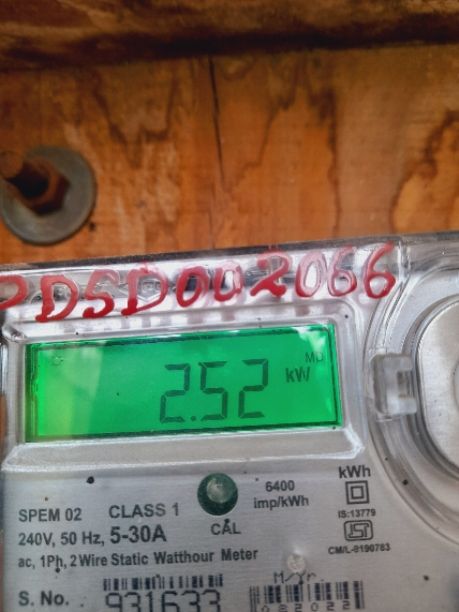 PDSD002066
MD
2.52 kW
6400
imp/kWh
kWh
IS:13779
CM/L-9190783
SPEM 02 CLASS 1
CAL
240V, 50 Hz, 5-30A
ac, 1Ph, 2 Wire Static Watthour Meter
M/Yr.
S. No. 931633